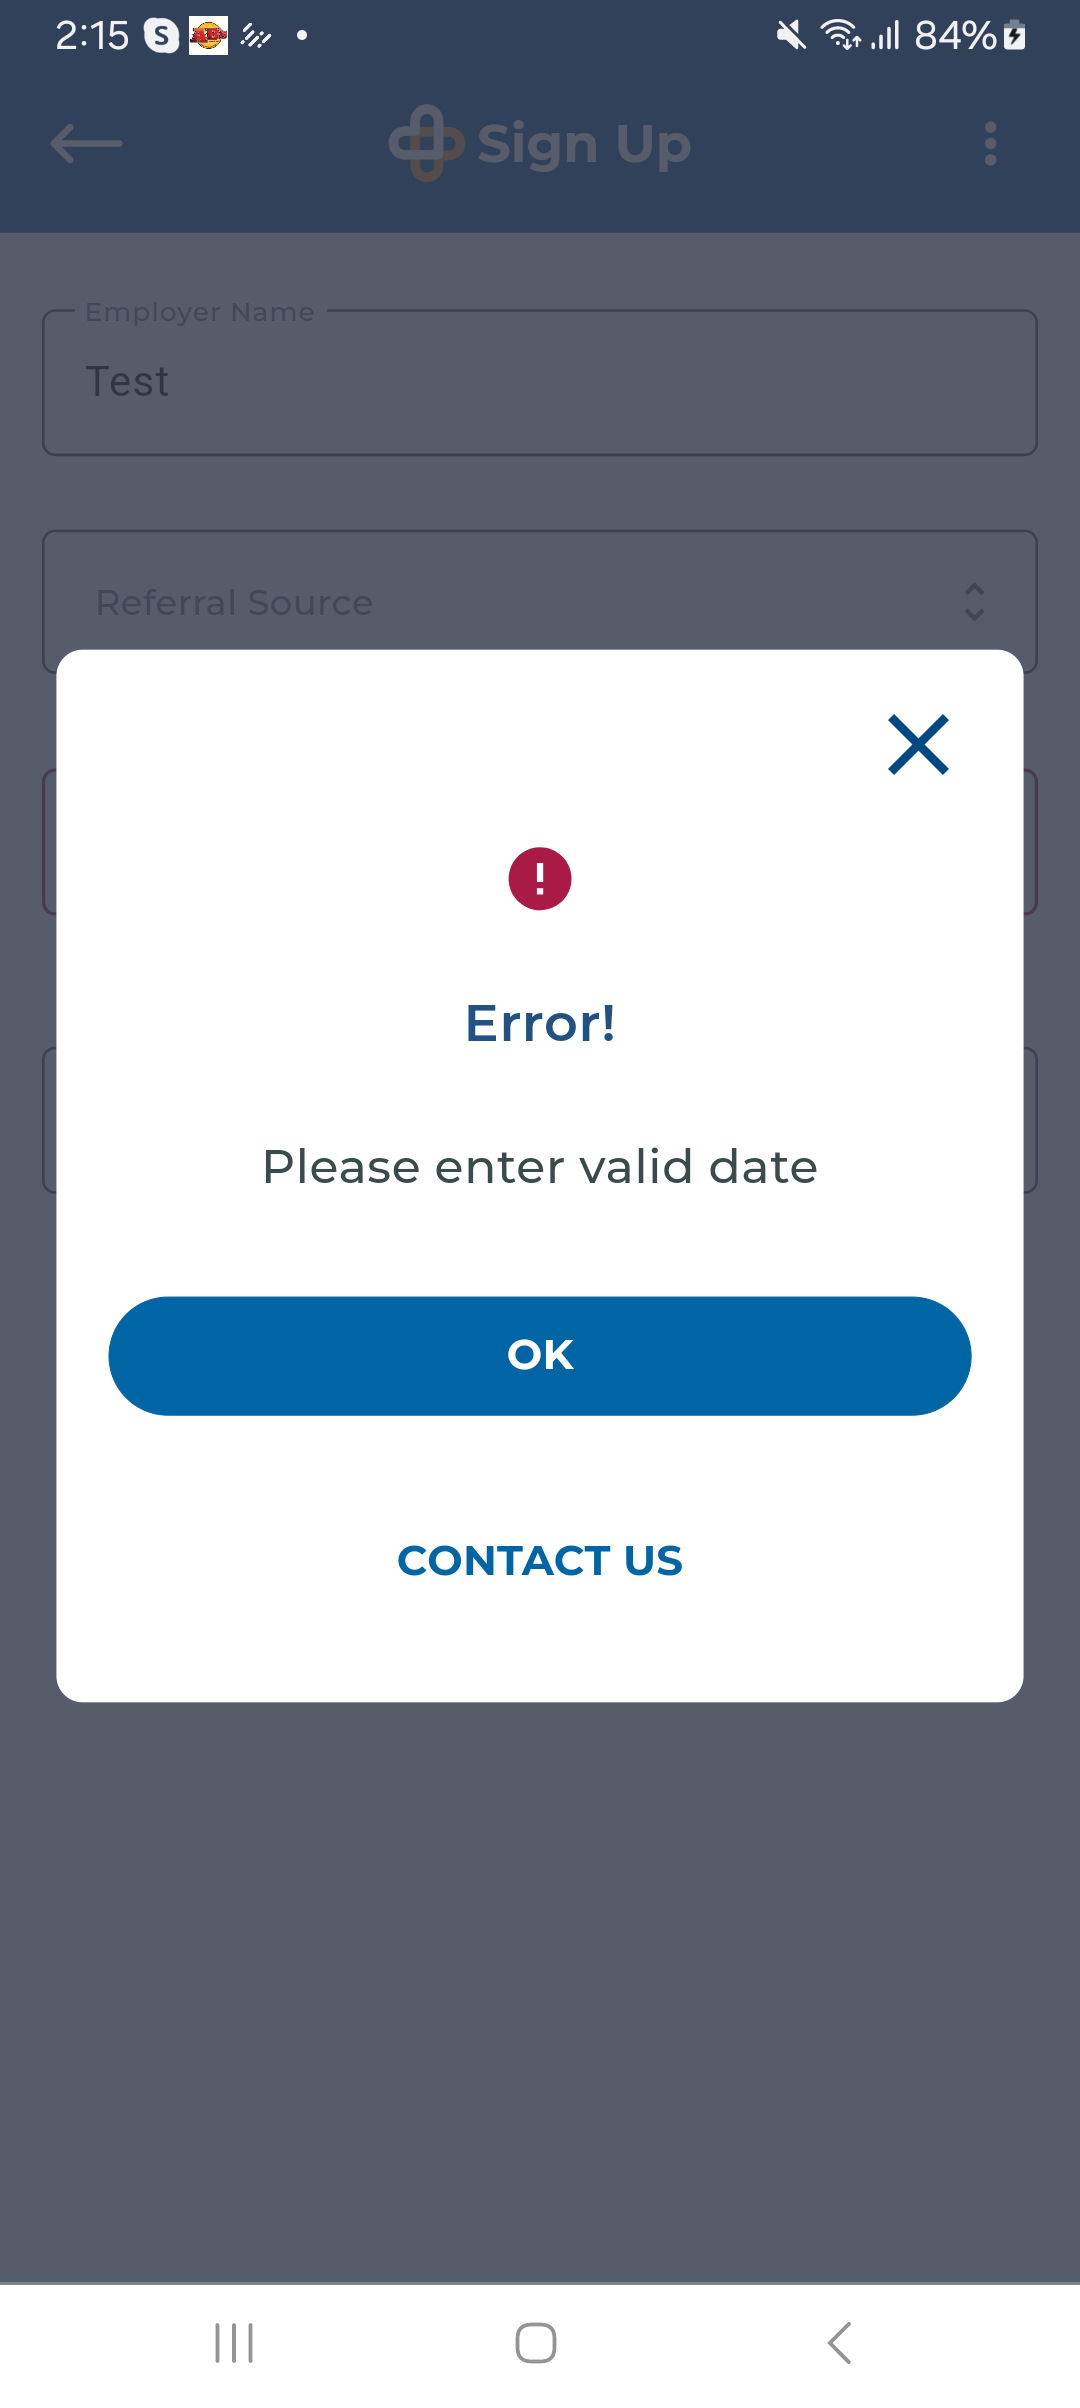 2:15
84%
Sign Up
Employer Name
Test
Referral Source
Error!
Please enter valid date
OK
CONTACT US